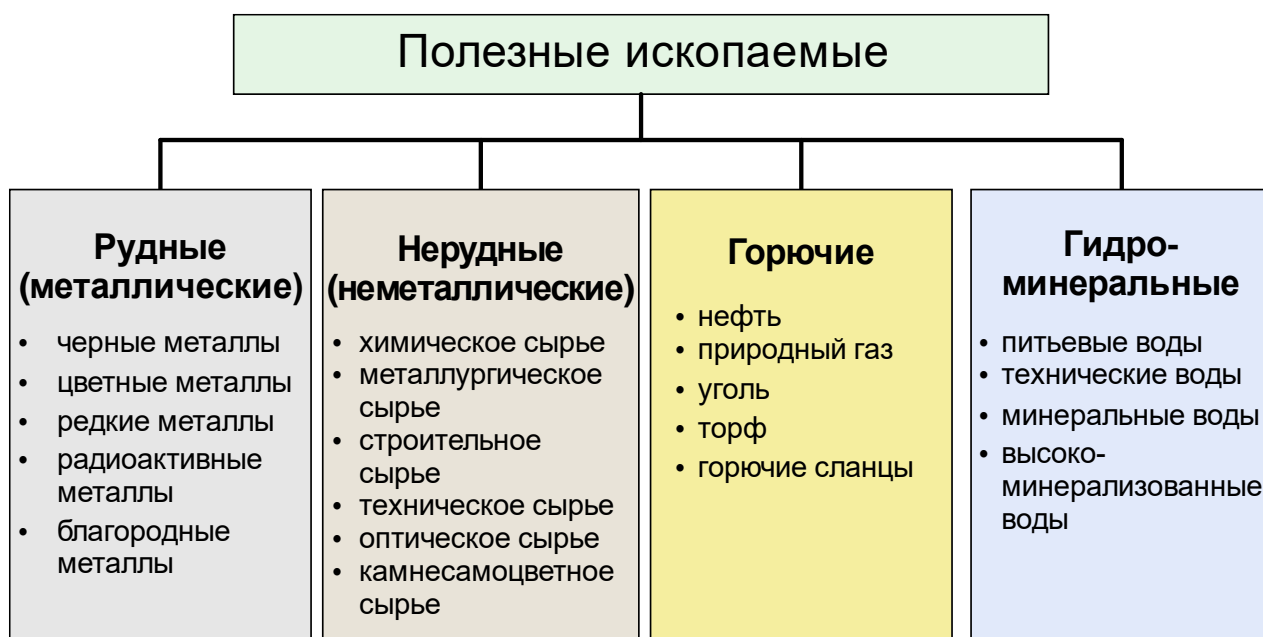 Полезные ископаемые
Рудные
(металлические)
• черные металлы
• цветные металлы
• редкие металлы
• радиоактивные
металлы
• благородные
металлы
Нерудные
(неметаллические)
• химическое сырье
• металлургическое
сырье
• строительное
сырье
• техническое сырье
• оптическое сырье
• камнесамоцветное
сырье
Горючие
• нефть
• природный газ
• уголь
• торф
• горючие сланцы
Гидро-
минеральные
• питьевые воды
• технические воды
• минеральные воды
• высоко-
минерализованные
воды